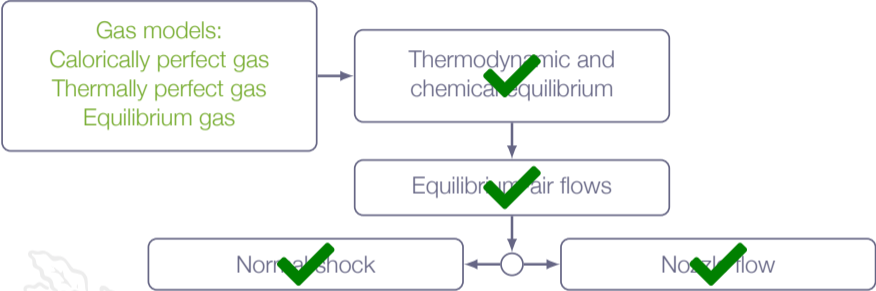 Gas models:
Calorically perfect gas
Thermally perfect gas
Equilibrium gas
Thermodynamic and
chemical equilibrium
Equilibrium air flows
Normal shock
Nozzle flow